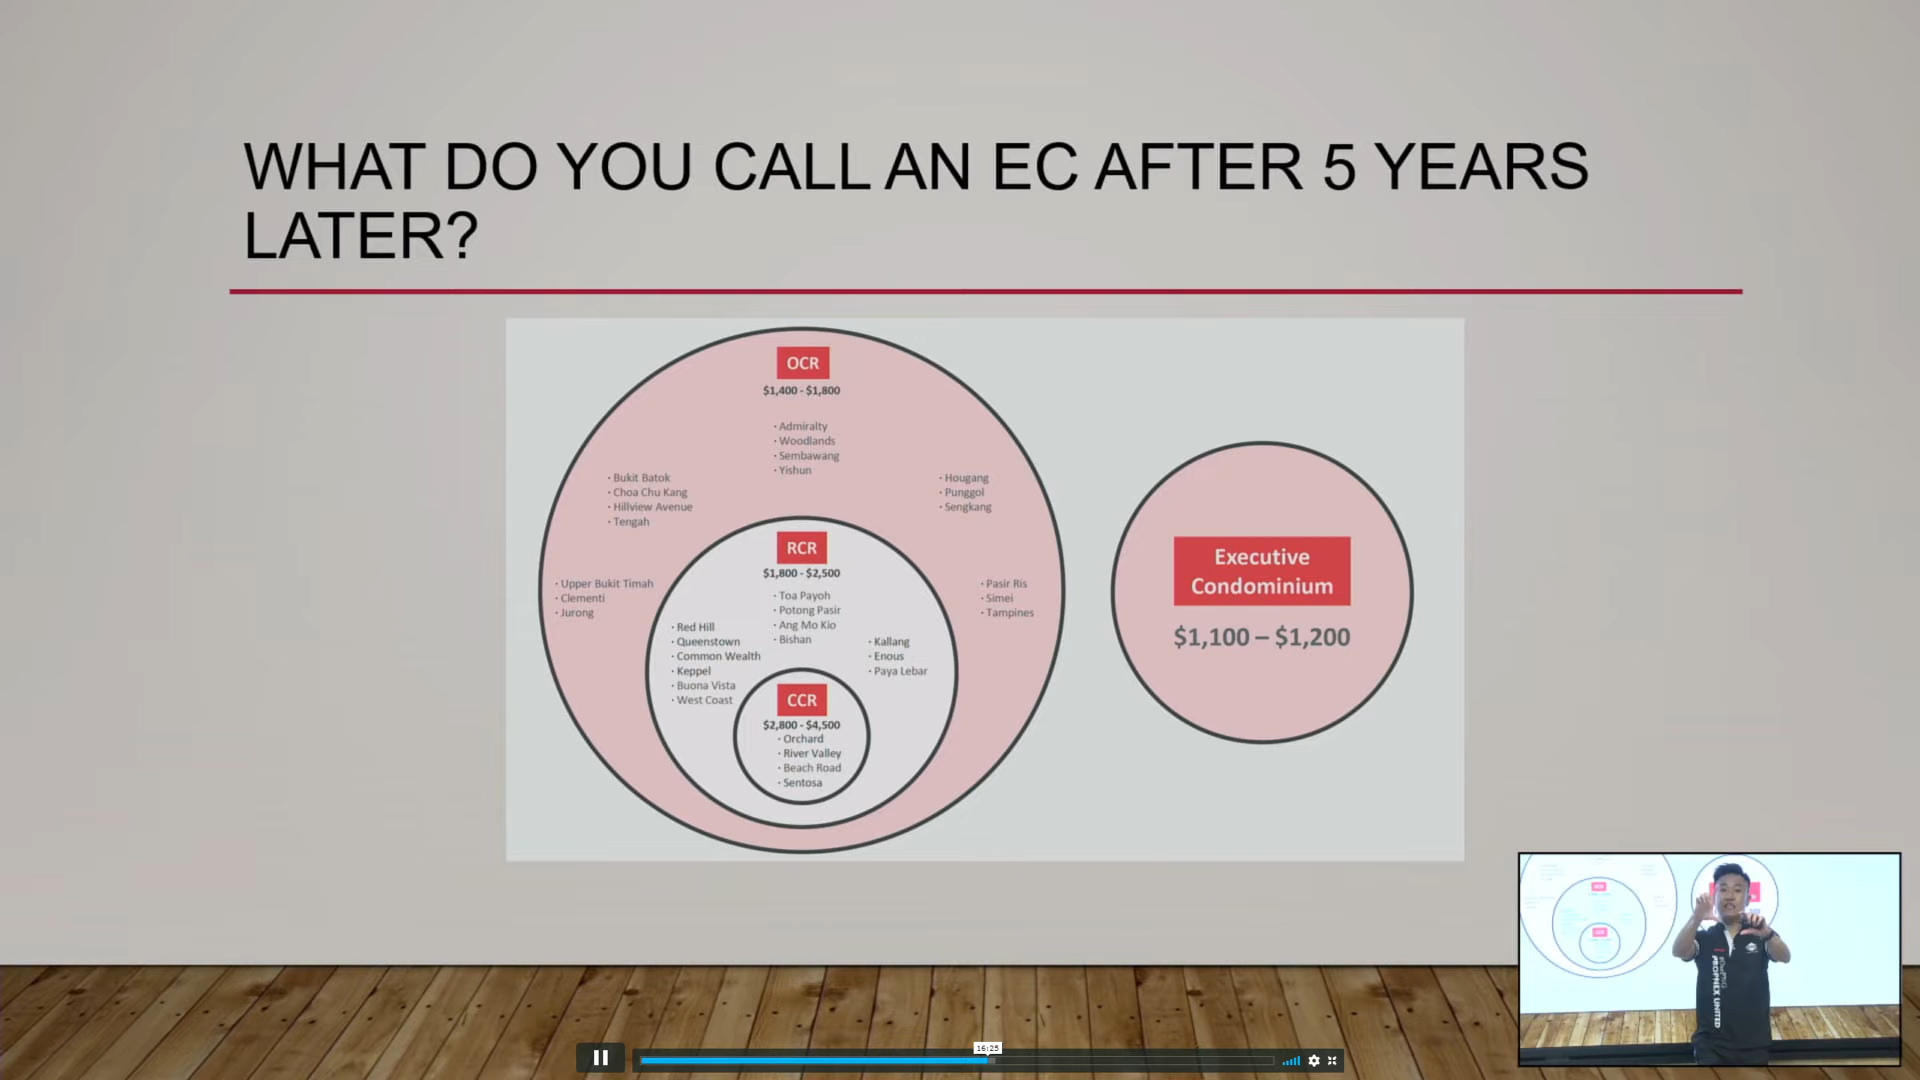 WHAT DO YOU CALL AN EC AFTER 5 YEARS
LATER?
OCR
$1,400 - $1,800
· Admiralty
· Woodlands
· Sembawang
· Yishun
· Bukit Batok
· Choa Chu Kang
· Hillview Avenue
· Tengah
· Hougang
· Punggol
· Sengkang
· Upper Bukit Timah
· Clementi
· Jurong
· Pasir Ris
· Simei
· Tampines
RCR
$1,800 - $2,500
· Toa Payoh
· Potong Pasir
· Ang Mo Kio
· Bishan
· Red Hill
· Queenstown
· Common Wealth
· Keppel
· Buona Vista
· West Coast
· Kallang
· Enous
· Paya Lebar
CCR
$2,800 - $4,500
· Orchard
· River Valley
· Beach Road
· Sentosa
Executive
Condominium
$1,100 – $1,200
PROPNEX UNITED
16:25